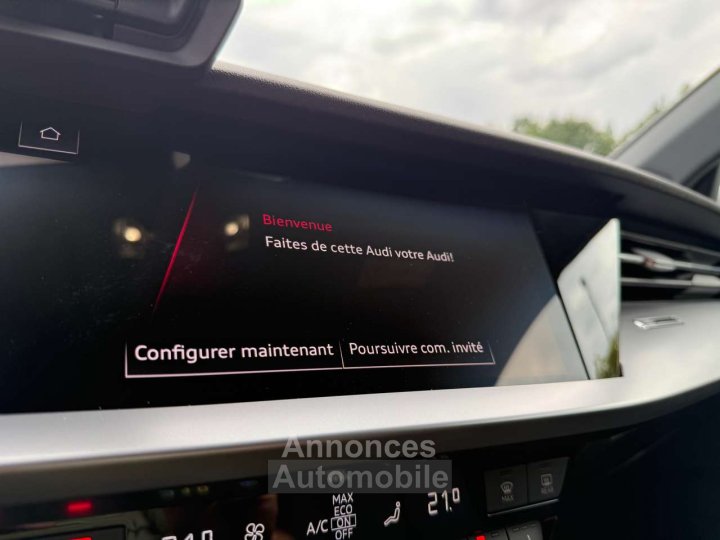 Bienvenue
Faites de cette Audi votre Audi!
Configurer maintenant
Poursuivre com. invité
Annonces
Automobile
MAX
ECO
A/C ON
OFF
21.0
MAX
REAR